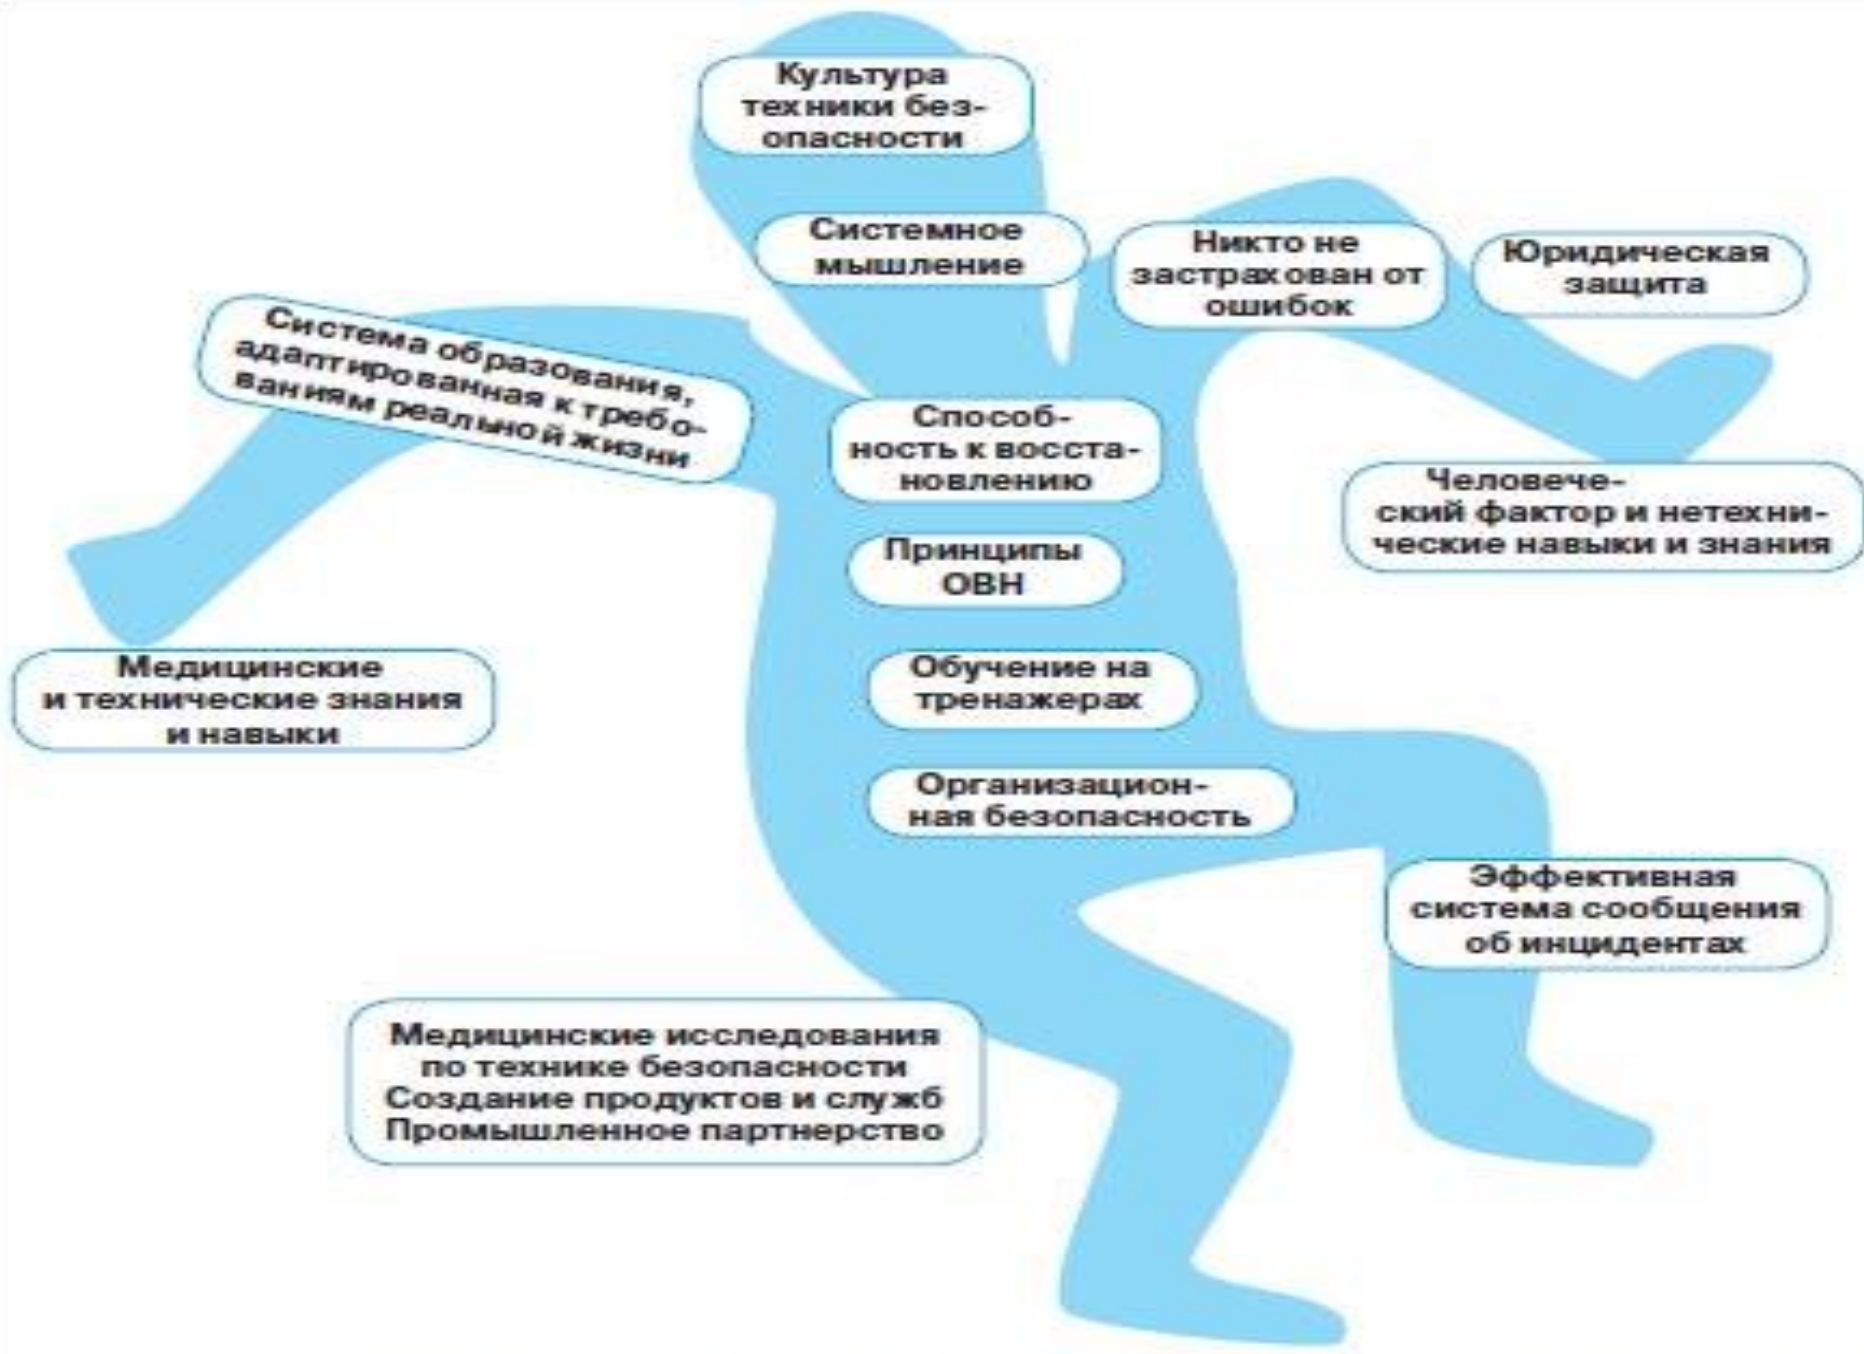 Культура
техники без-
опасности
Системное
мышление
Никто не
застрахован от
ошибок
Юридическая
защита
Система образования,
адаптированная к требо-
ваниям реальной жизни
Способ-
ность к восста-
новлению
Человече-
ский фактор и нетехни-
ческие навыки и знания
Принципы
ОВН
Медицинские
и технические знания
и навыки
Обучение на
тренажерах
Организацион-
ная безопасность
Эффективная
система сообщения
об инцидентах
Медицинские исследования
по технике безопасности
Создание продуктов и служб
Промышленное партнерство